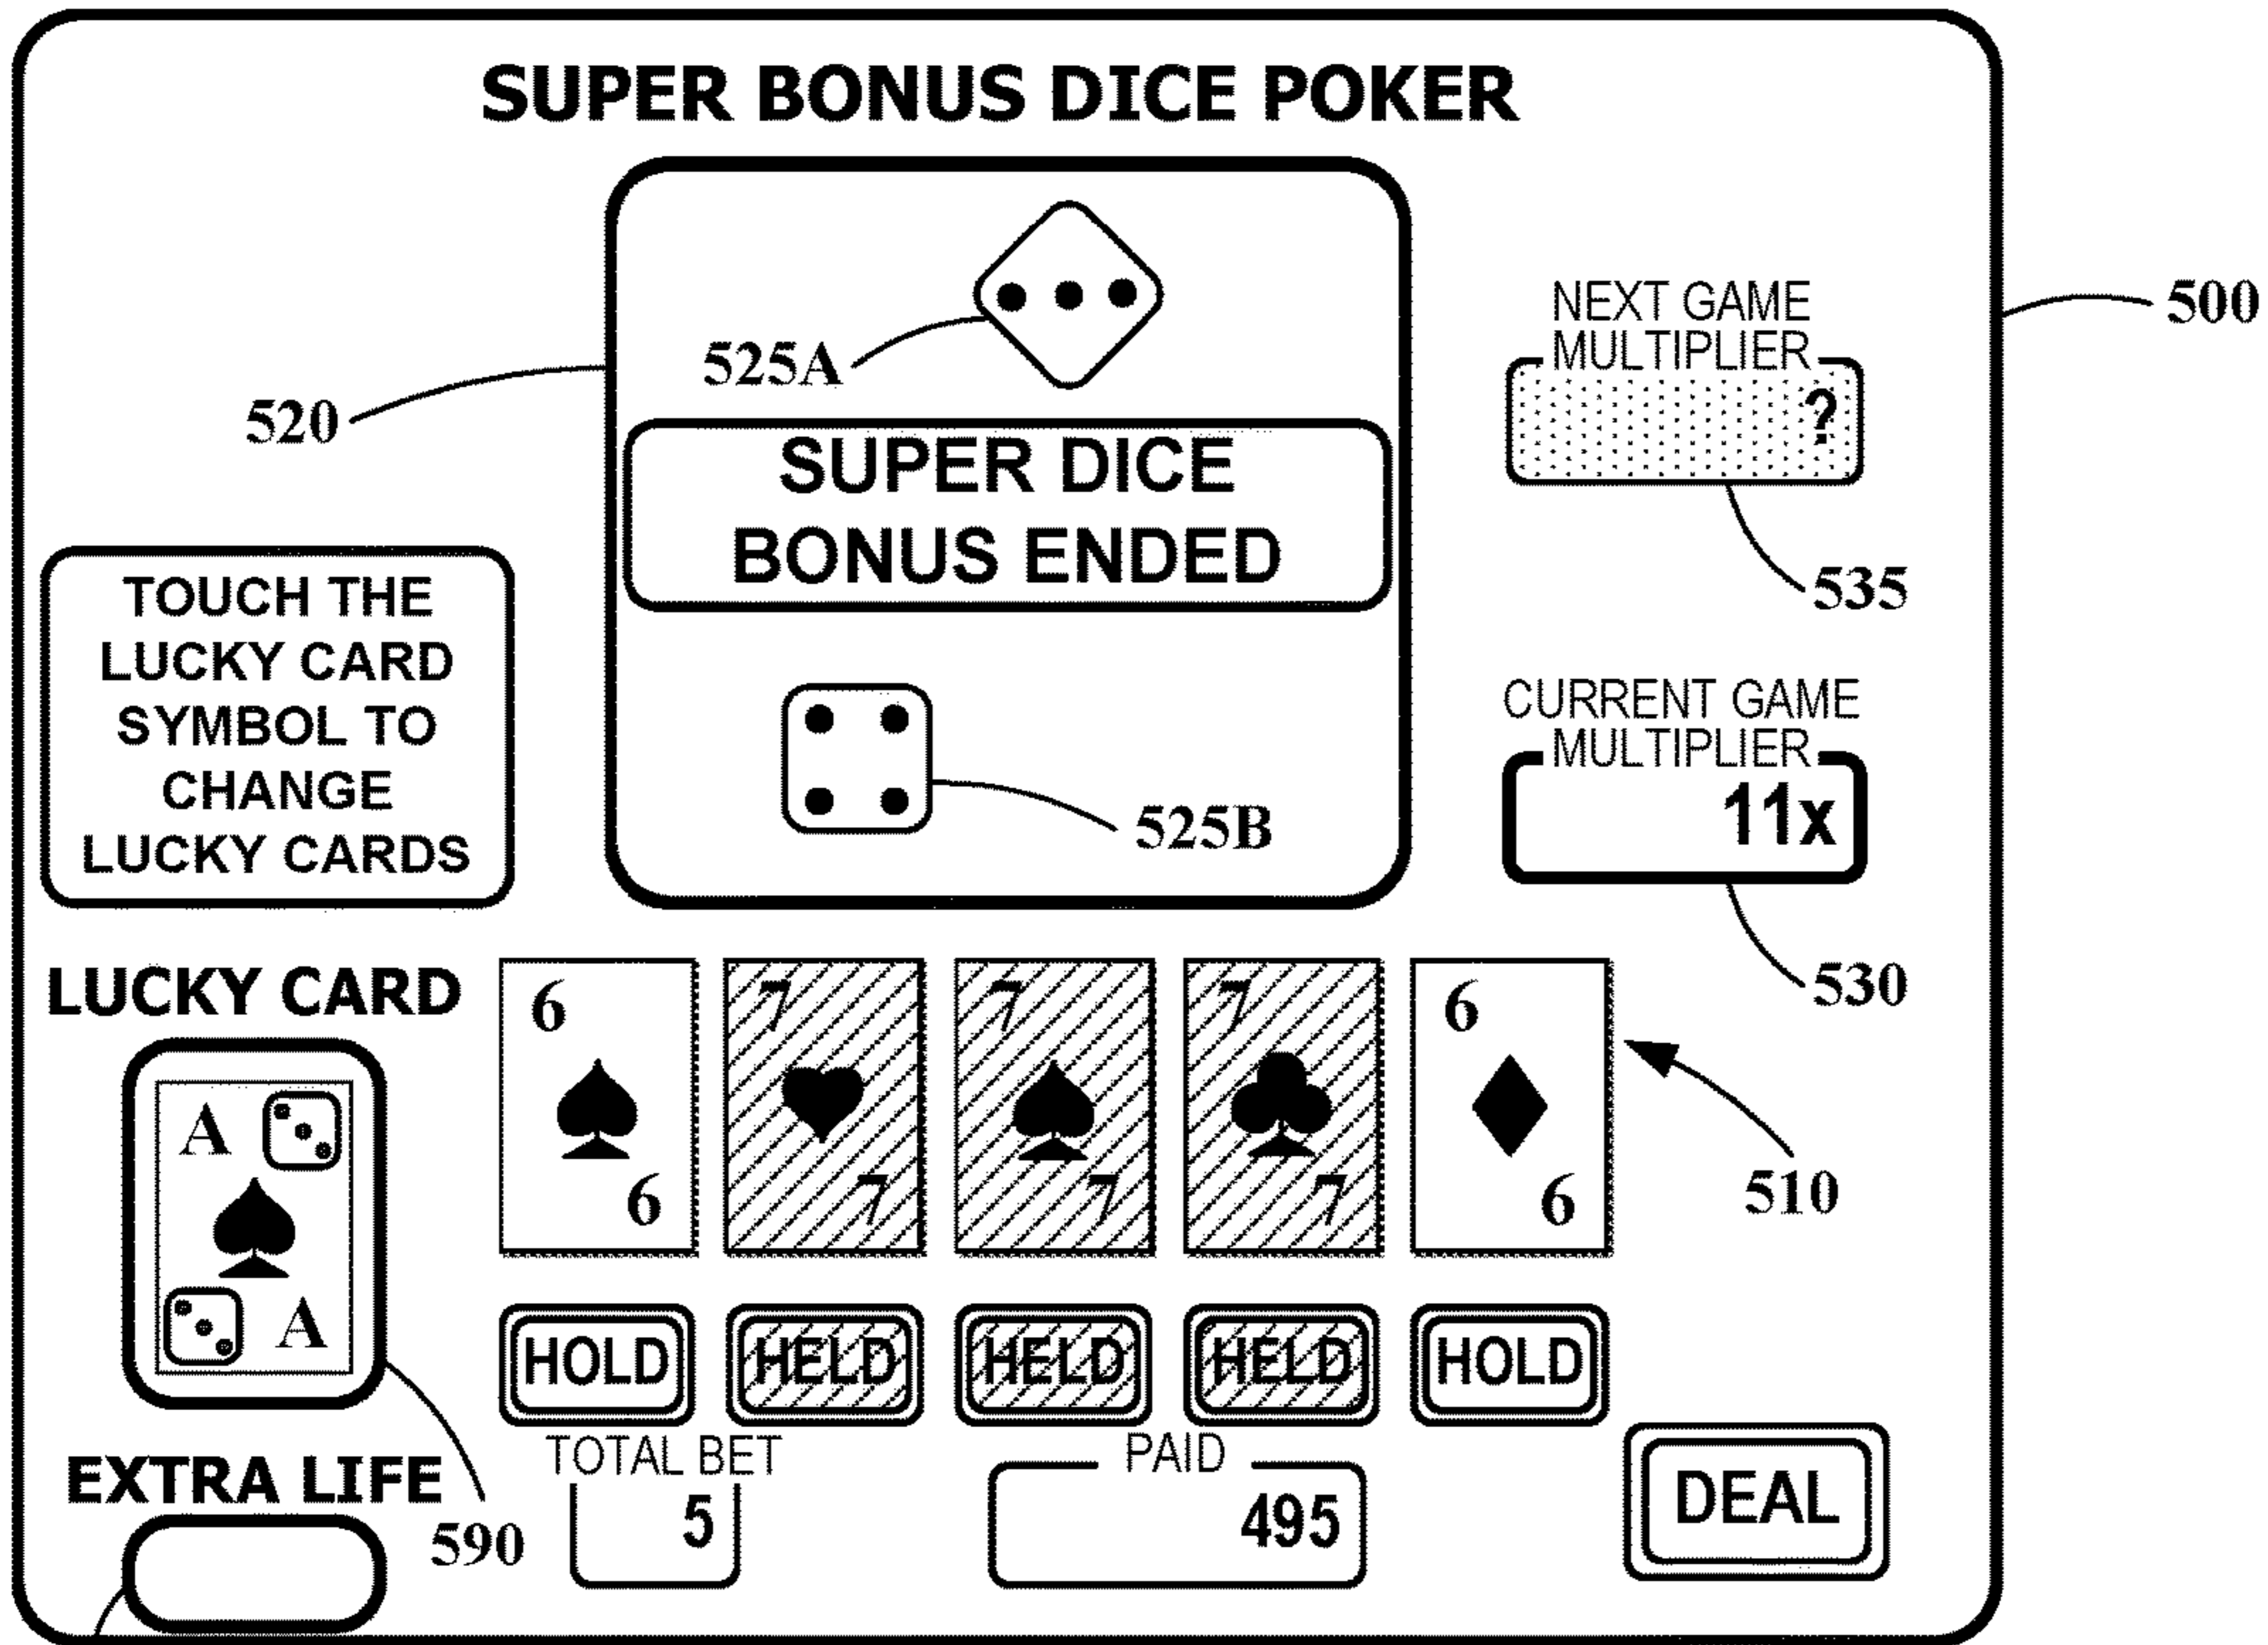 SUPER BONUS DICE POKER
NEXT GAME
MULTIPLIER
?
500
525A
520
SUPER DICE
BONUS ENDED
535
TOUCH THE
LUCKY CARD
SYMBOL TO
CHANGE
LUCKY CARDS
CURRENT GAME
MULTIPLIER
11x
525B
530
LUCKY CARD
6 7 7 7 6
6 7 7 7 6
510
A
A
HOLD HELD HELD HELD HOLD
EXTRA LIFE
590
TOTAL BET
5
PAID
495
DEAL